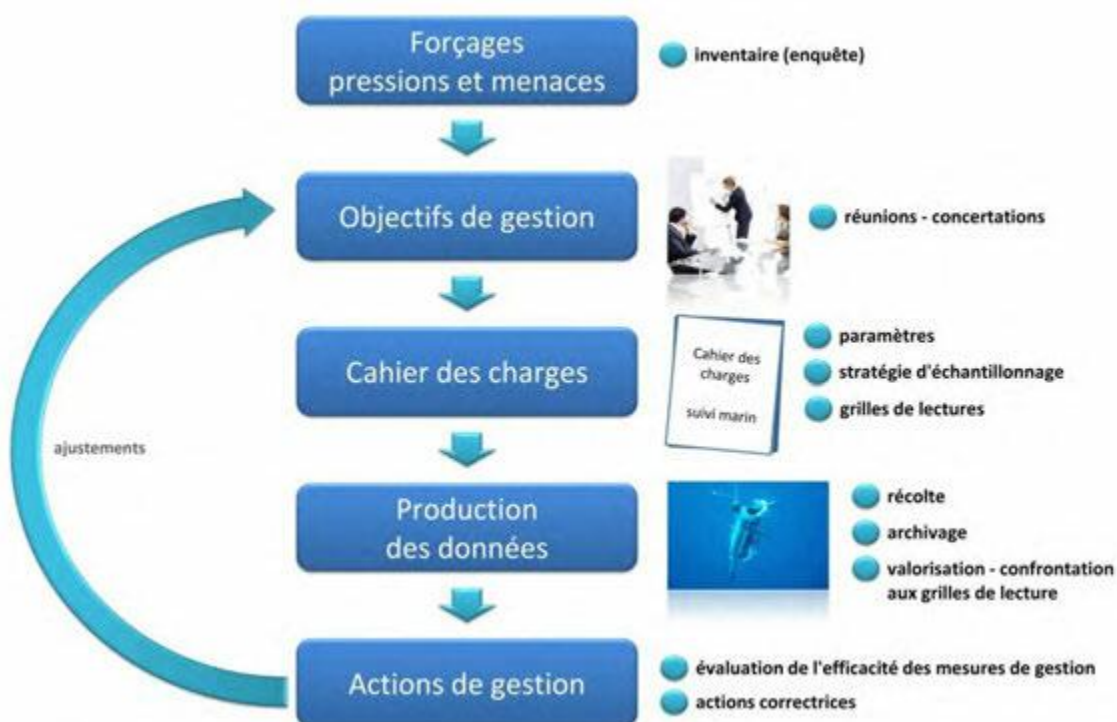 Forçages
pressions et menaces
inventaire (enquête)
Objectifs de gestion
réunions - concertations
Cahier des charges
Cahier des
charges
suivi marin
paramètres
stratégie d'échantillonnage
grilles de lectures
ajustements
Production
des données
récolte
archivage
valorisation - confrontation
aux grilles de lecture
Actions de gestion
évaluation de l'efficacité des mesures de gestion
actions correctrices